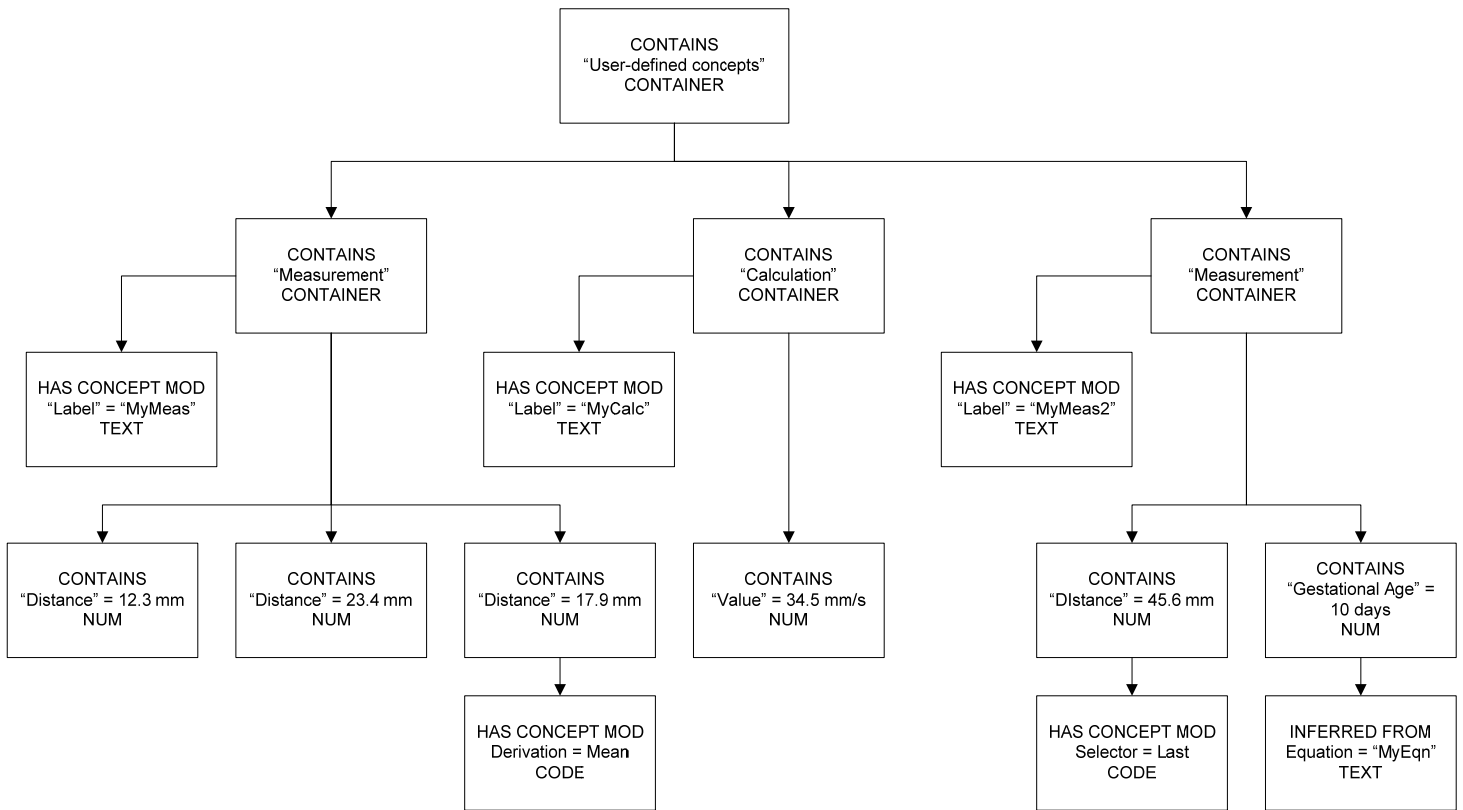 CONTAINS
“User-defined concepts”
CONTAINER
CONTAINS
“Measurement”
CONTAINER
CONTAINS
“Calculation”
CONTAINER
CONTAINS
“Measurement”
CONTAINER
HAS CONCEPT MOD
“Label” = “MyMeas”
TEXT
HAS CONCEPT MOD
“Label” = “MyCalc”
TEXT
HAS CONCEPT MOD
“Label” = “MyMeas2”
TEXT
CONTAINS
“Distance” = 12.3 mm
NUM
CONTAINS
“Distance” = 23.4 mm
NUM
CONTAINS
“Distance” = 17.9 mm
NUM
CONTAINS
“Value” = 34.5 mm/s
NUM
CONTAINS
“DIstance” = 45.6 mm
NUM
CONTAINS
“Gestational Age” =
10 days
NUM
HAS CONCEPT MOD
Derivation = Mean
CODE
HAS CONCEPT MOD
Selector = Last
CODE
INFERRED FROM
Equation = “MyEqn”
TEXT